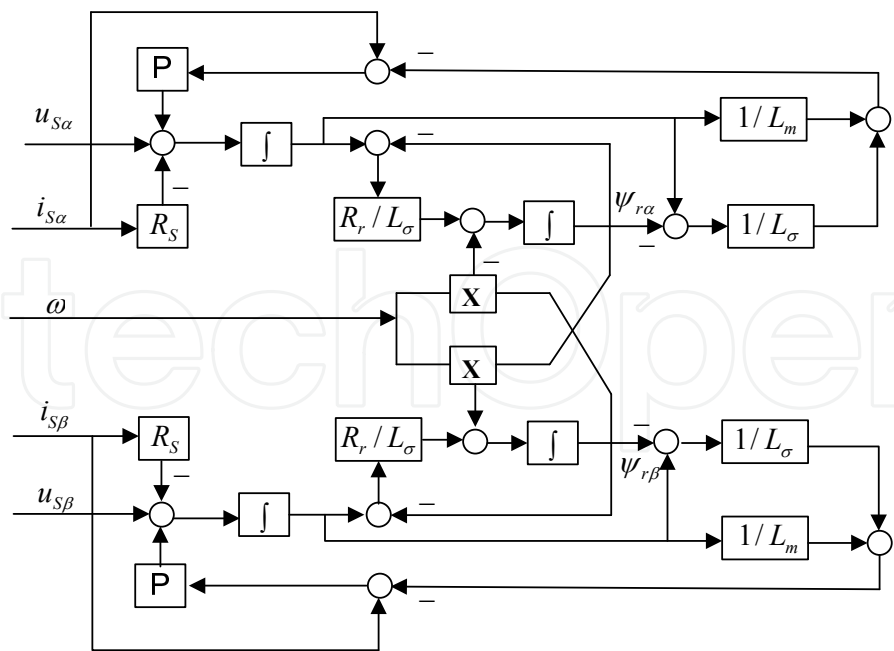 P
−
u_{Sα}
∫
−
1/L_m
−
i_{Sα}
R_S
R_r/L_σ
∫
ψ_{rα}
−
1/L_σ
−
ω
X
techOpen
X
i_{Sβ}
R_S
R_r/L_σ
∫
−
1/L_σ
−
ψ_{rβ}
u_{Sβ}
∫
−
1/L_m
P
−